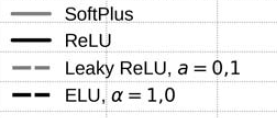 SoftPlus
ReLU
Leaky ReLU, a = 0,1
ELU, α = 1,0